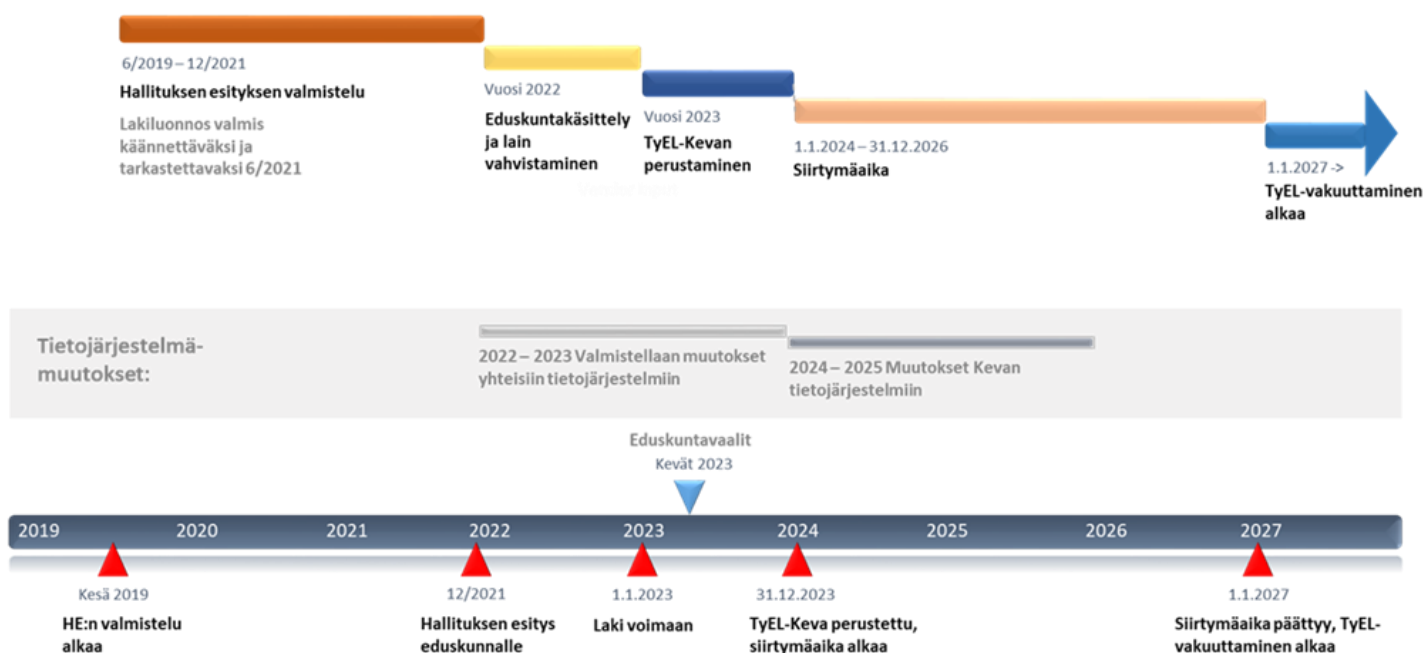 6/2019 – 12/2021
Hallituksen esityksen valmistelu
Lakiluonnos valmis
käännettäväksi ja
tarkastettavaksi 6/2021
Vuosi 2022
Eduskuntakäsittely
ja lain
vahvistaminen
Vuosi 2023
TyEL-Kevan
perustaminen
1.1.2024 – 31.12.2026
Siirtymäaika
1.1.2027 ->
TyEL-vakuuttaminen
alkaa
Tietojärjestelmä-
muutokset:
2022 – 2023 Valmistellaan muutokset
yhteisiin tietojärjestelmiin
2024 – 2025 Muutokset Kevan
tietojärjestelmiin
Eduskuntavaalit
Kevät 2023
2019 2020 2021 2022 2023 2024 2025 2026 2027
Kesä 2019
HE:n valmistelu
alkaa
12/2021
Hallituksen esitys
eduskunnalle
1.1.2023
Laki voimaan
31.12.2023
TyEL-Keva perustettu,
siirtymäaika alkaa
1.1.2027
Siirtymäaika päättyy, TyEL-
vakuuttaminen alkaa